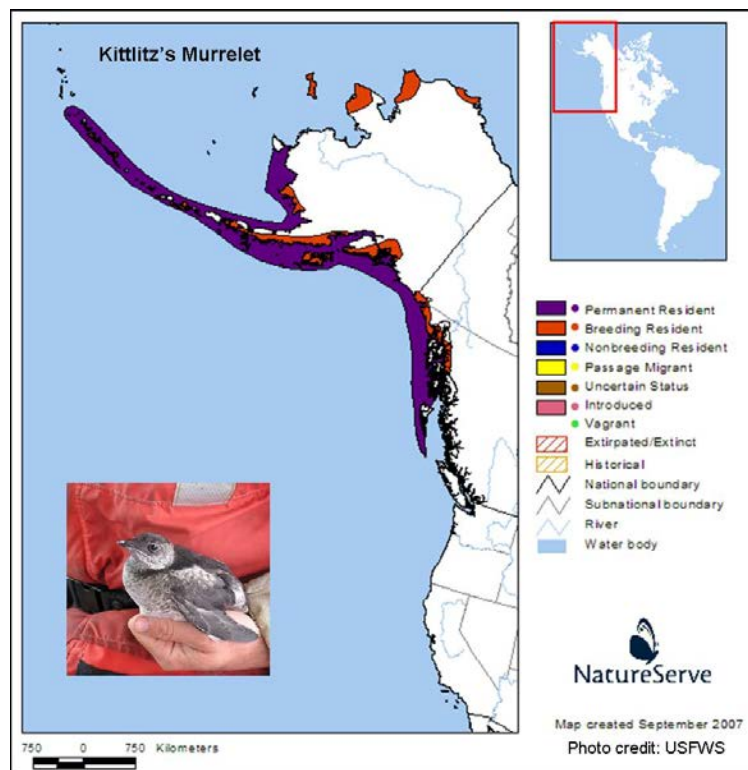 Kittlitz's Murrelet
Permanent Resident
Breeding Resident
Nonbreeding Resident
Passage Migrant
Uncertain Status
Introduced
Vagrant
Extirpated/Extinct
Historical
National boundary
Subnational boundary
River
Water body
NatureServe
Map created September 2007
Photo credit: USFWS
750 0 750 Kilometers